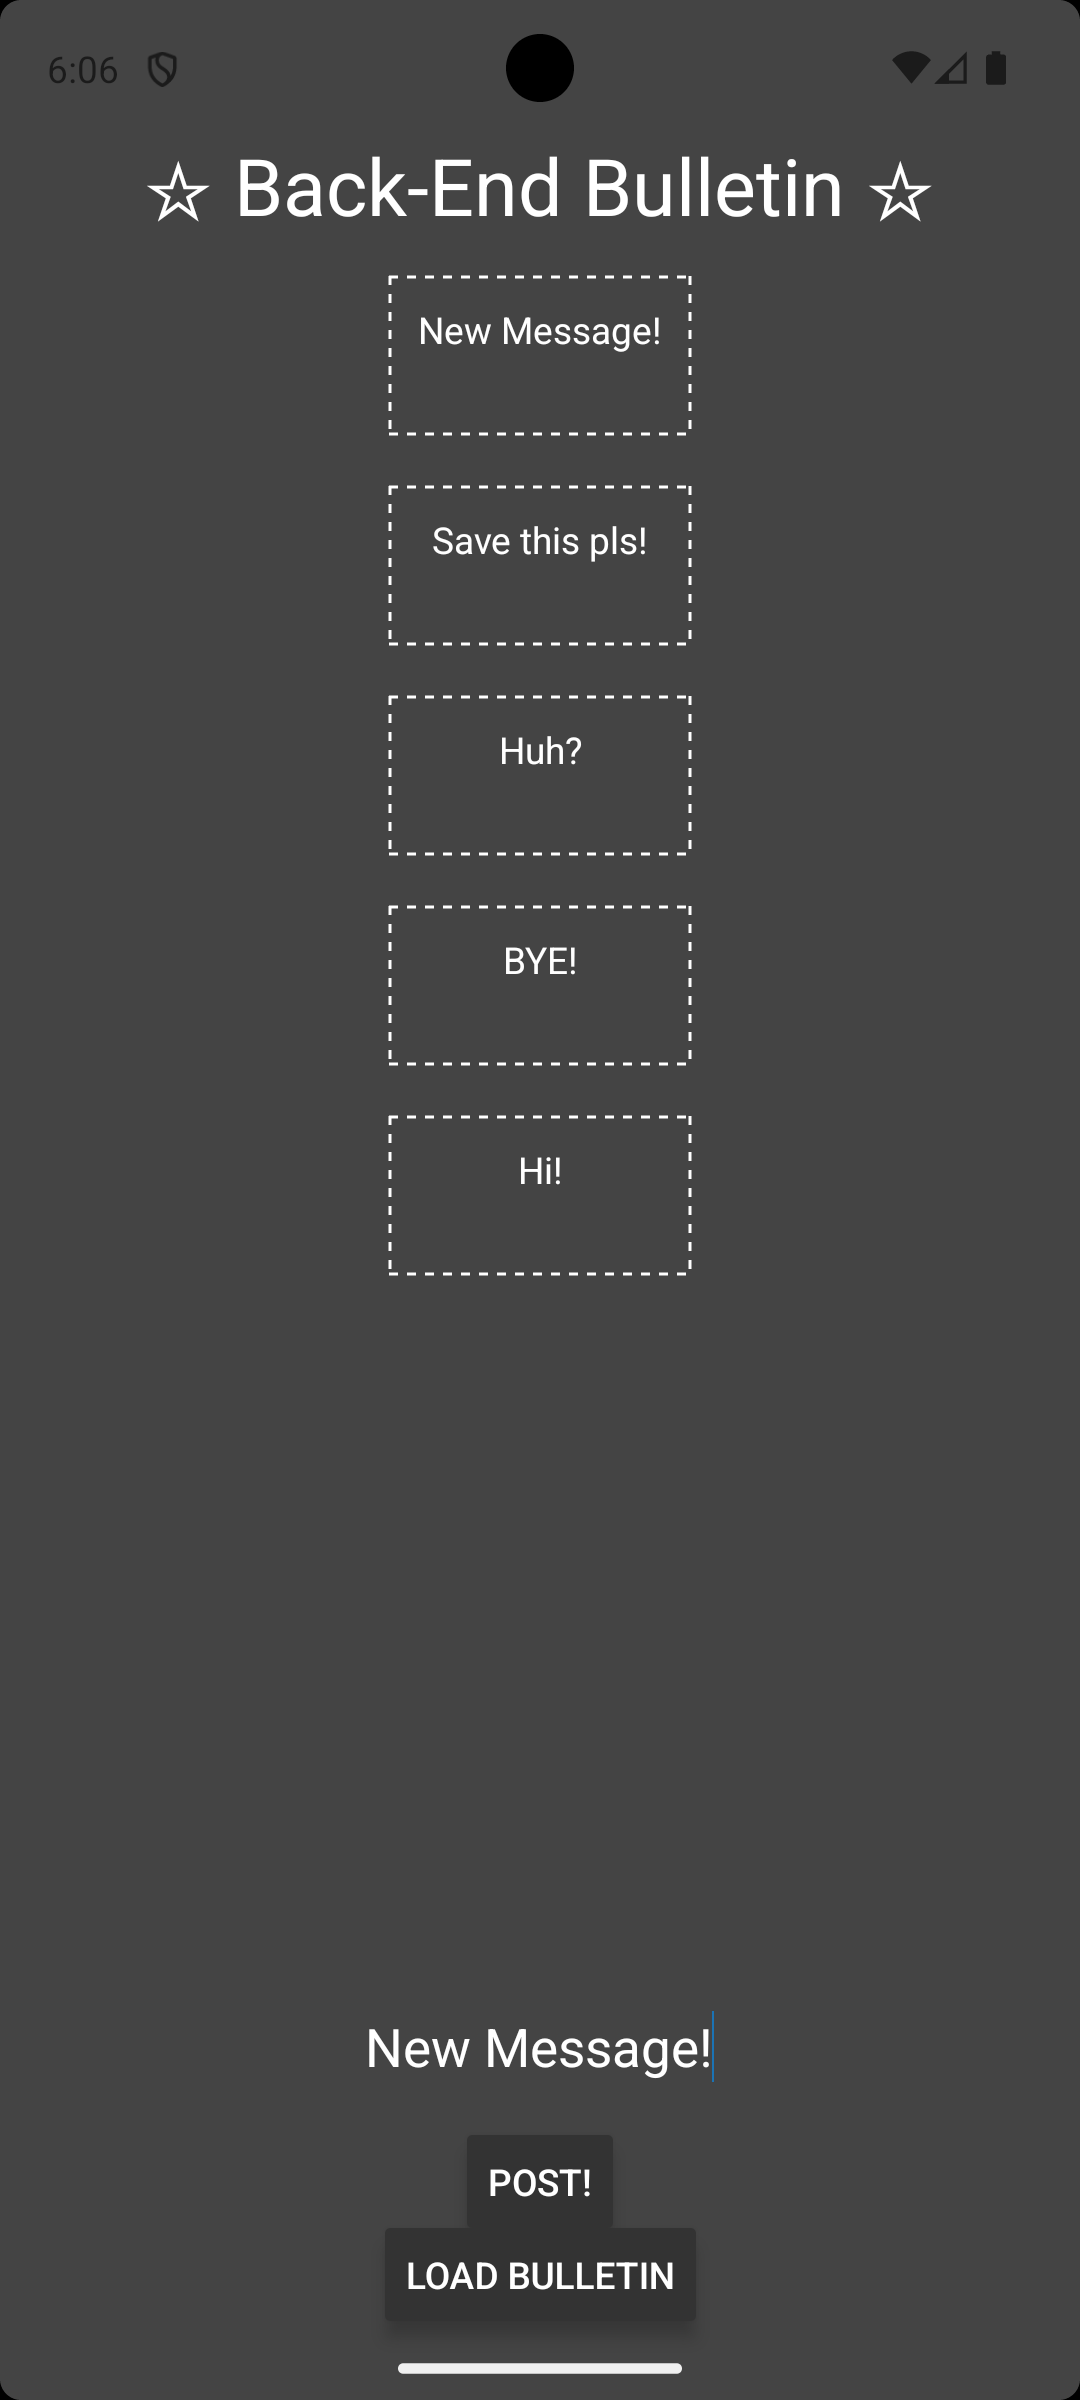 6:06
☆ Back-End Bulletin ☆
New Message!
Save this pls!
Huh?
BYE!
Hi!
New Message!
POST!
LOAD BULLETIN